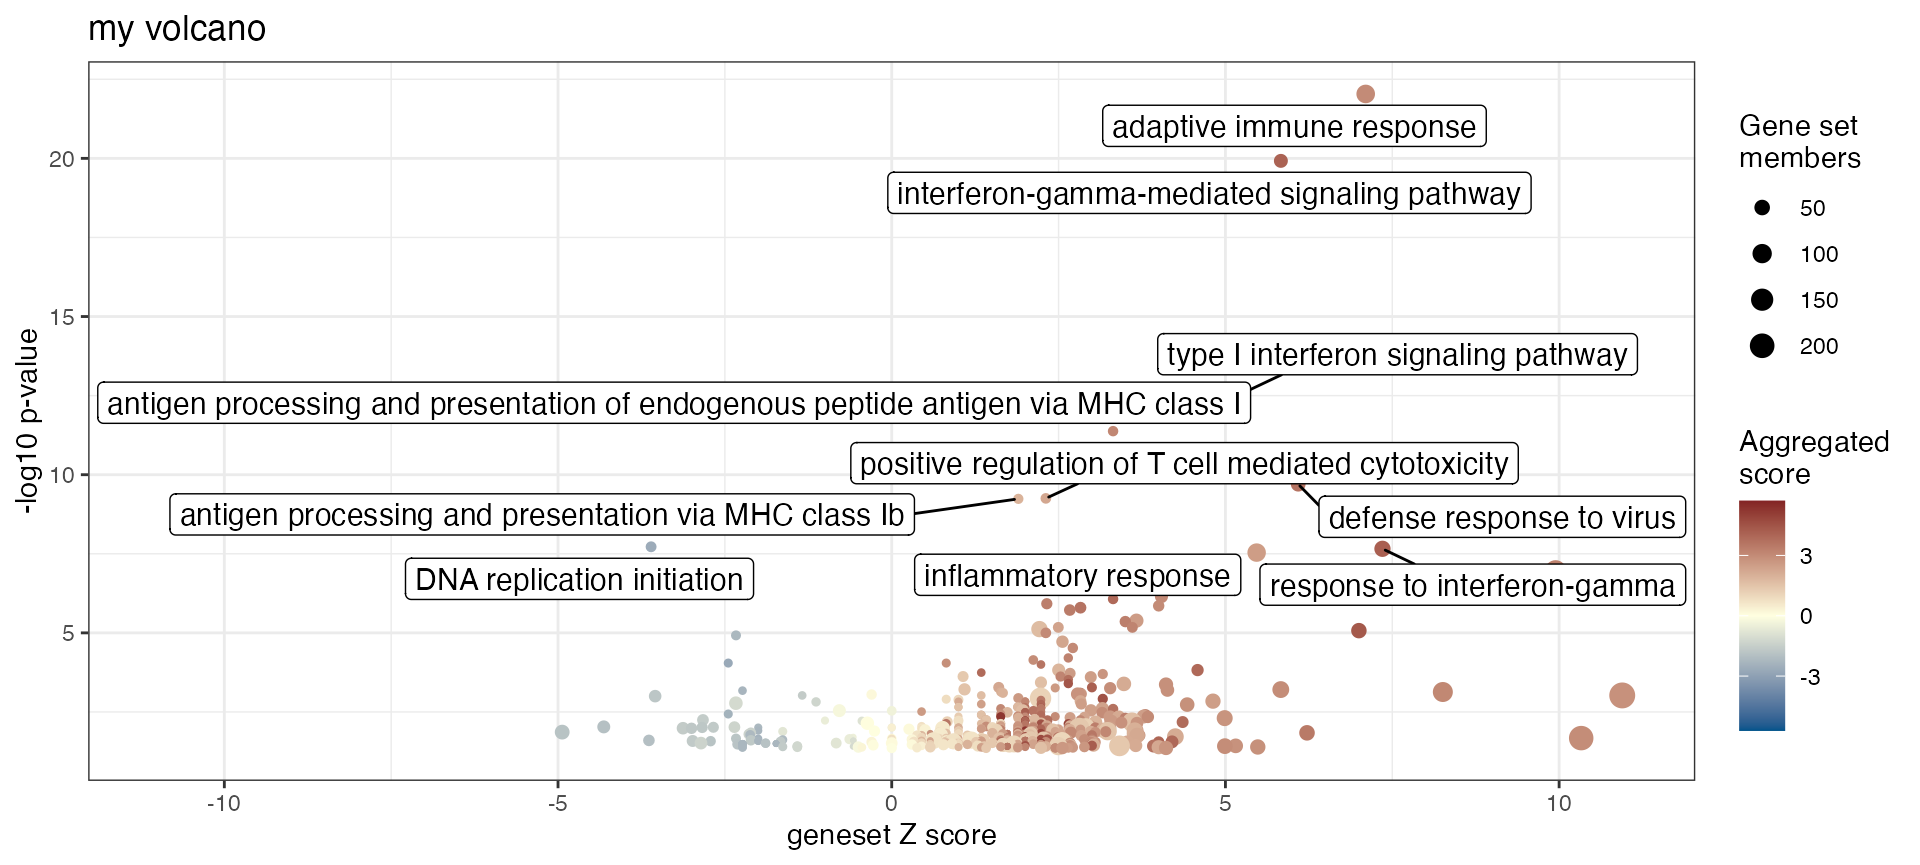 my volcano
adaptive immune response
interferon-gamma-mediated signaling pathway
type I interferon signaling pathway
antigen processing and presentation of endogenous peptide antigen via MHC class I
positive regulation of T cell mediated cytotoxicity
antigen processing and presentation via MHC class Ib
defense response to virus
DNA replication initiation
inflammatory response
response to interferon-gamma
20
15
10
5
-log10 p-value
-10
-5
0
5
10
geneset Z score
Gene set
members
50
100
150
200
Aggregated
score
3
0
-3